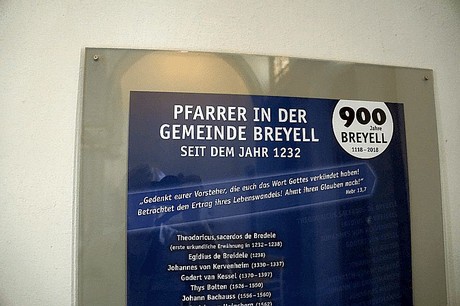 PFARRER IN DER
GEMEINDE BREYELL
SEIT DEM JAHR 1232
900
Jahre
BREYELL
1118 - 2018
„Gedenkt eurer Vorsteher, die euch das Wort Gottes verkündet haben!
Betrachtet den Ertrag ihres Lebenswandels! Ahmt ihren Glauben nach!"
Hebr 13,7
Theodoricus, sacerdos de Bredele
(erste urkundliche Erwähnung in 1232 – 1238)
Egidius de Breidele (1238)
Johannes von Kervenheim (1330 – 1337)
Godert van Kessel (1370 – 1397)
Thys Bolten (1526 – 1550)
Johann Bachauss (1556 – 1560)
(1562)